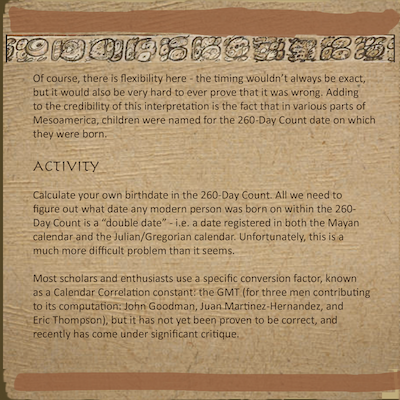 Of course, there is flexibility here - the timing wouldn't always be exact,
but it would also be very hard to ever prove that it was wrong. Adding
to the credibility of this interpretation is the fact that in various parts of
Mesoamerica, children were named for the 260-Day Count date on which
they were born.
ACTIVITY
Calculate your own birthdate in the 260-Day Count. All we need to
figure out what date any modern person was born on within the 260-
Day Count is a "double date" - i.e. a date registered in both the Mayan
calendar and the Julian/Gregorian calendar. Unfortunately, this is a
much more difficult problem than it seems.
Most scholars and enthusiasts use a specific conversion factor, known
as a Calendar Correlation constant: the GMT (for three men contributing
to its computation: John Goodman, Juan Martinez-Hernandez, and
Eric Thompson), but it has not yet been proven to be correct, and
recently has come under significant critique.